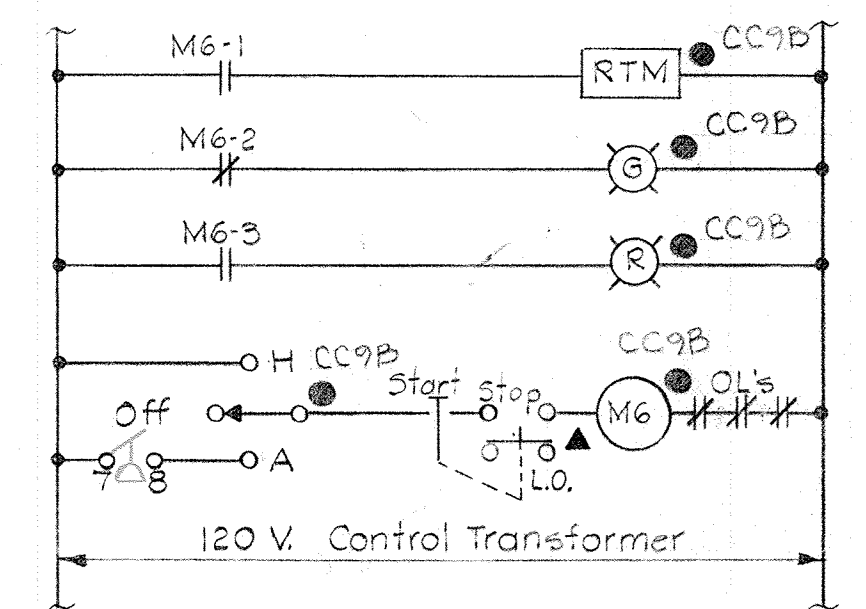 M6-1
CC9B
RTM
M6-2
CC9B
G
M6-3
CC9B
R
H
CC9B
CC9B
Start
Stop
OL's
Off
M6
A
7
8
L.O.
120 V. Control Transformer